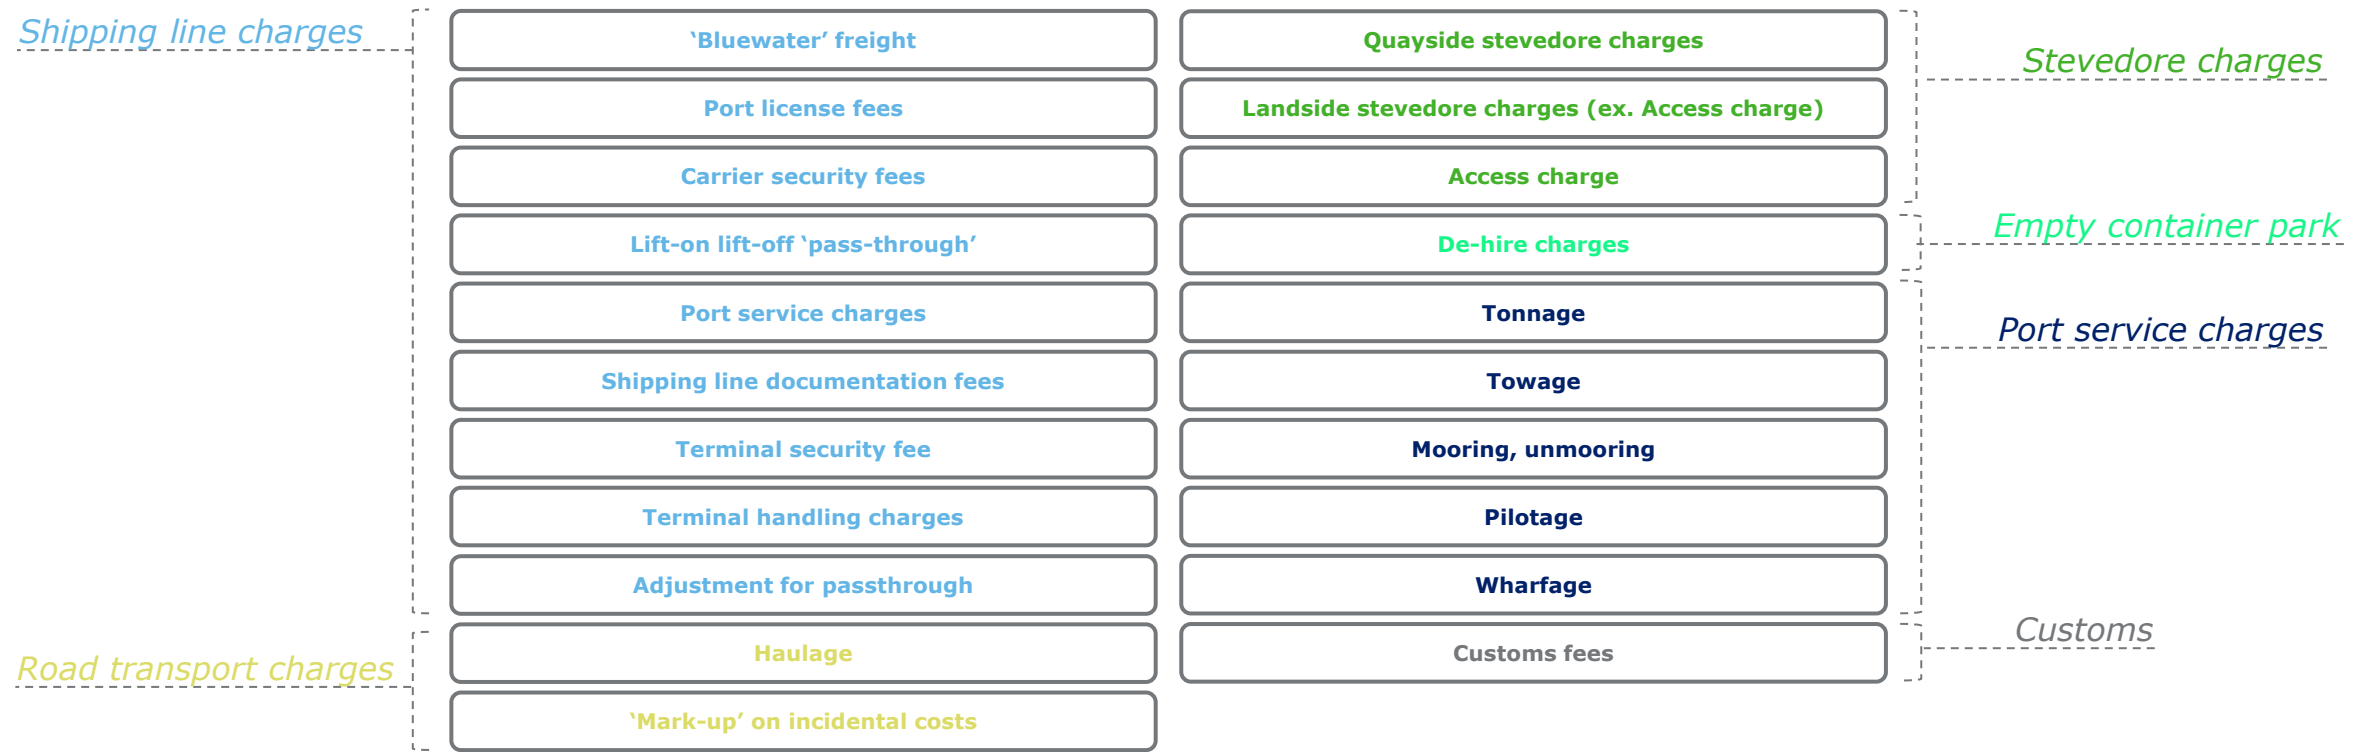 Shipping line charges
‘Bluewater’ freight
Port license fees
Carrier security fees
Lift-on lift-off ‘pass-through’
Port service charges
Shipping line documentation fees
Terminal security fee
Terminal handling charges
Adjustment for passthrough
Road transport charges
Haulage
‘Mark-up’ on incidental costs
Quayside stevedore charges
Landside stevedore charges (ex. Access charge)
Access charge
Stevedore charges
De-hire charges
Empty container park
Tonnage
Towage
Mooring, unmooring
Pilotage
Wharfage
Port service charges
Customs fees
Customs